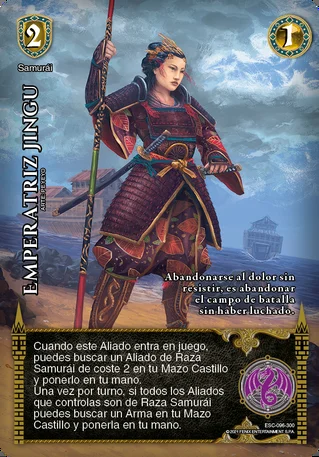 2
1
Samurái
EMPERATRIZ JINGU
Abandonarse al dolor sin
resistir, es abandonar
el campo de batalla
sin haber luchado.
Cuando este Aliado entra en juego,
puedes buscar un Aliado de Raza
Samurái de coste 2 en tu Mazo Castillo
y ponerlo en tu mano.
Una vez por turno, si todos los Aliados
que controlas son de Raza Samurái
puedes buscar un Arma en tu Mazo
Castillo y ponerla en tu mano.
ESC-096-300
©2021 FENIX ENTERTAINMENT S.P.A.